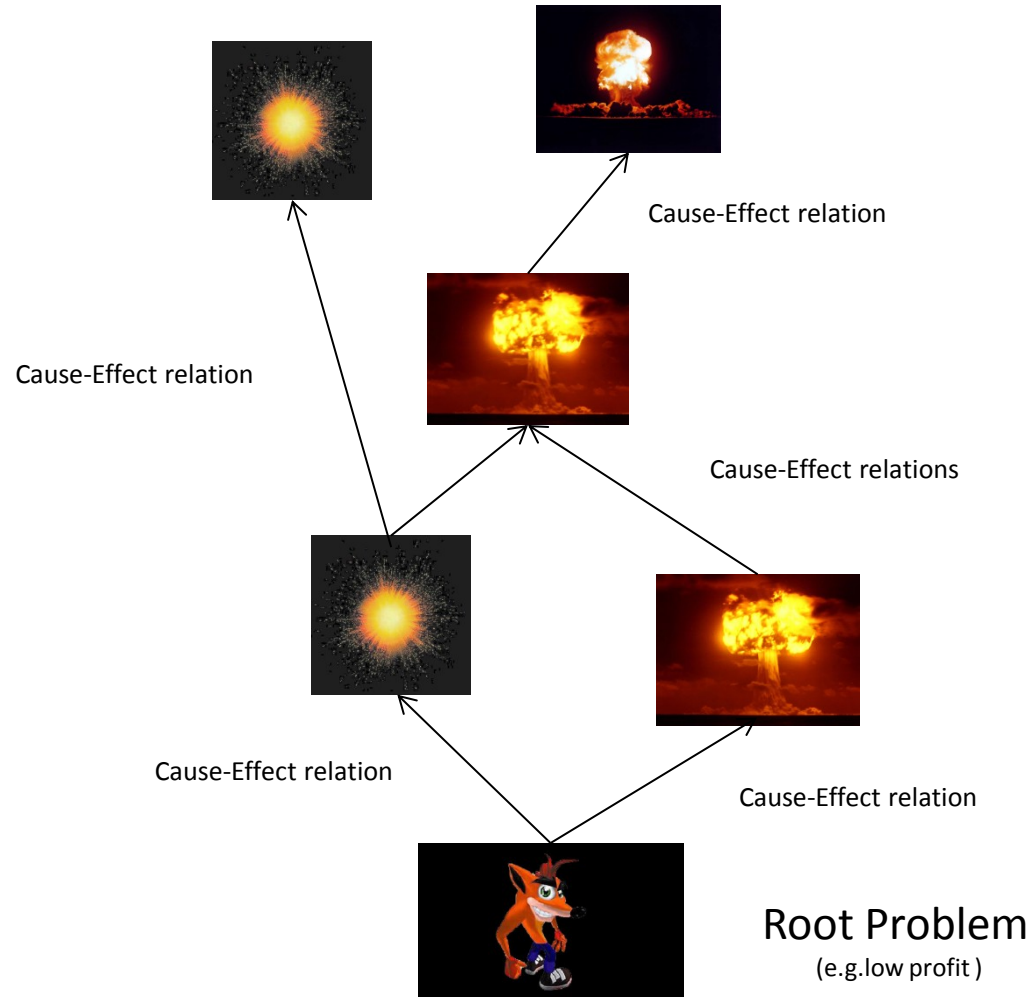 Cause-Effect relation
Cause-Effect relation
Cause-Effect relations
Cause-Effect relation
Cause-Effect relation
Root Problem
(e.g.low profit )